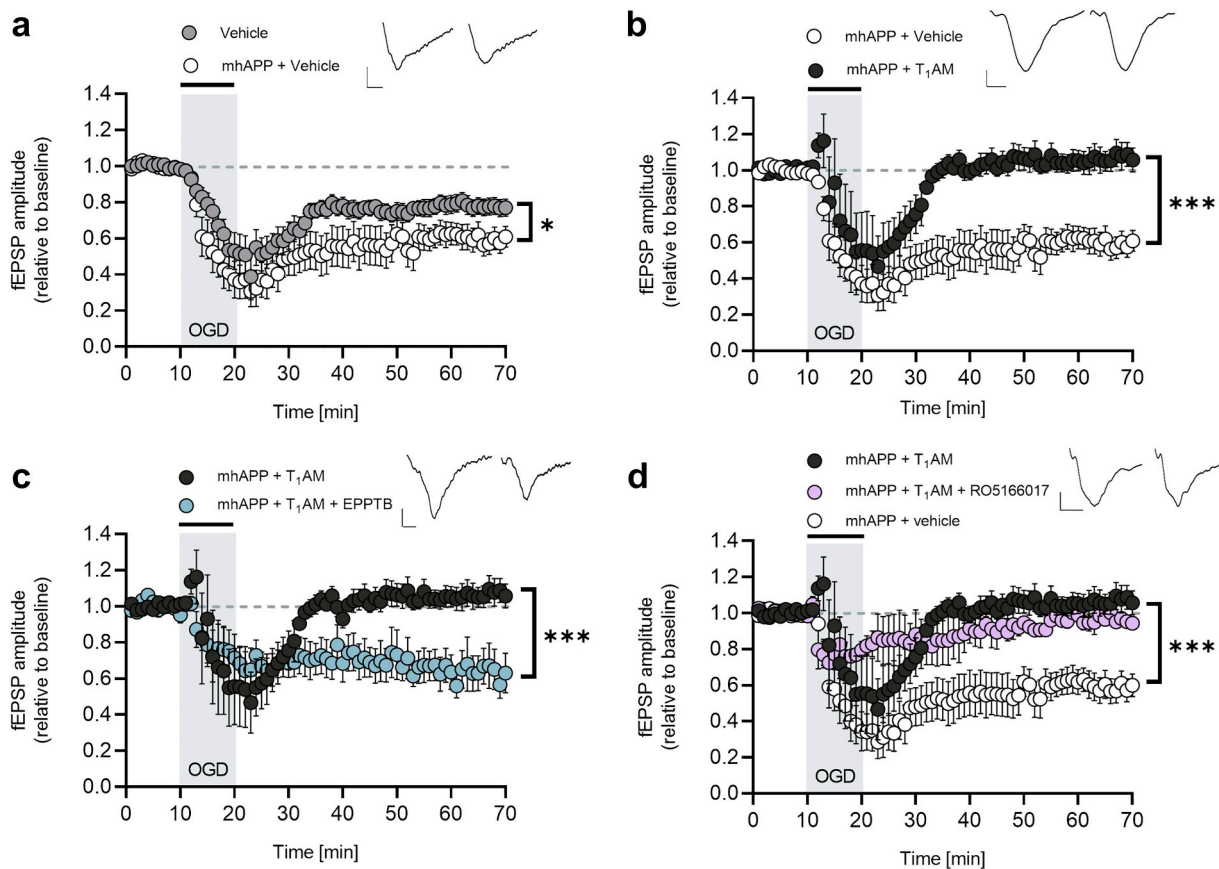 a
Vehicle
mhAPP + Vehicle
fEPSP amplitude
(relative to baseline)
1.4
1.2
1.0
0.8
0.6
0.4
0.2
0.0
OGD
*
0 10 20 30 40 50 60 70
Time [min]
b
mhAPP + Vehicle
mhAPP + T₁AM
fEPSP amplitude
(relative to baseline)
1.4
1.2
1.0
0.8
0.6
0.4
0.2
0.0
OGD
***
0 10 20 30 40 50 60 70
Time [min]
c
mhAPP + T₁AM
mhAPP + T₁AM + EPPTB
fEPSP amplitude
(relative to baseline)
1.4
1.2
1.0
0.8
0.6
0.4
0.2
0.0
OGD
***
0 10 20 30 40 50 60 70
Time [min]
d
mhAPP + T₁AM
mhAPP + T₁AM + RO5166017
mhAPP + vehicle
fEPSP amplitude
(relative to baseline)
1.4
1.2
1.0
0.8
0.6
0.4
0.2
0.0
OGD
***
0 10 20 30 40 50 60 70
Time [min]